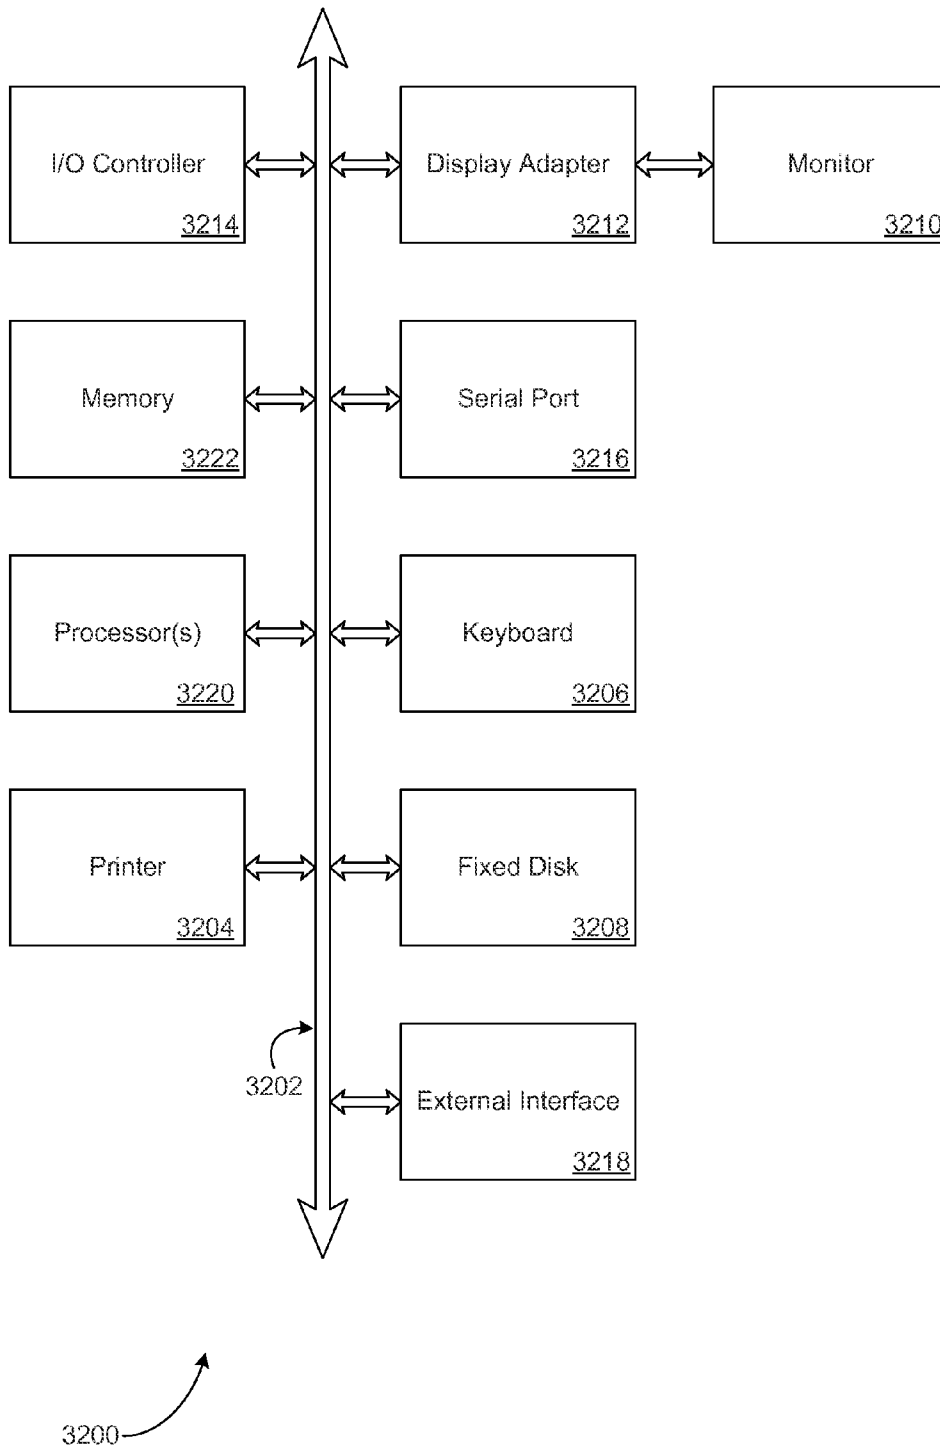 I/O Controller
3214
Display Adapter
3212
Monitor
3210
Memory
3222
Serial Port
3216
Processor(s)
3220
Keyboard
3206
Printer
3204
Fixed Disk
3208
3202
External Interface
3218
3200